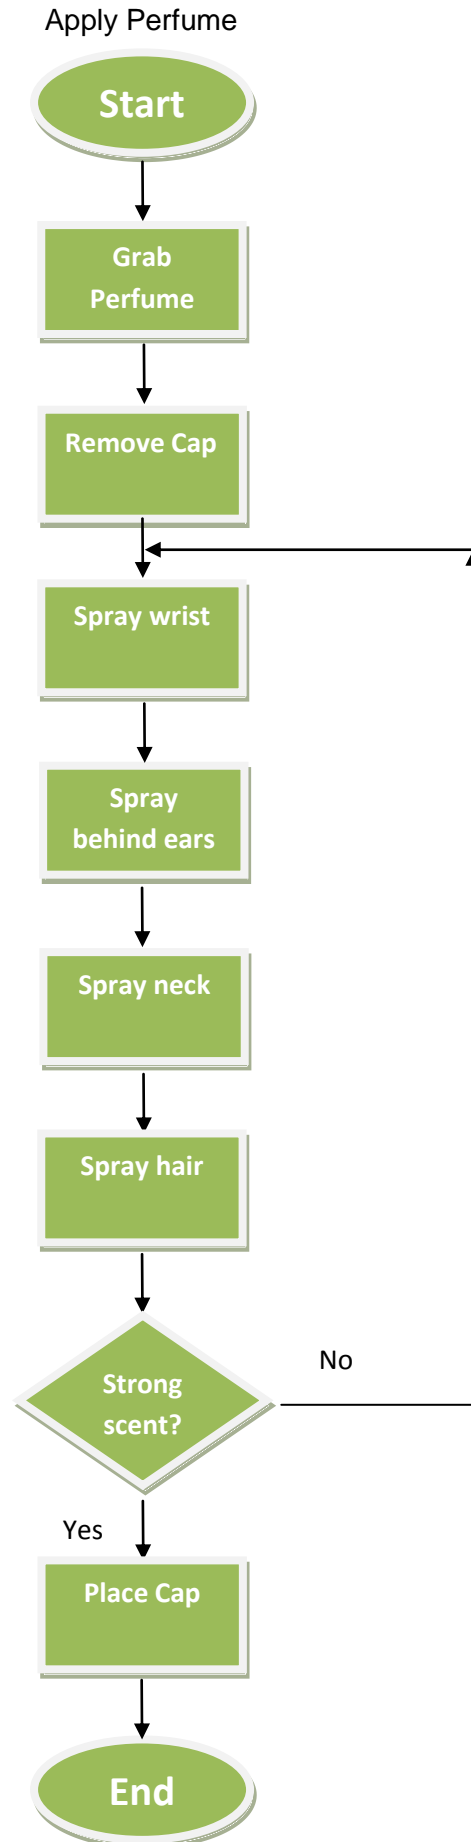 Apply Perfume
Start
Grab
Perfume
Remove Cap
Spray wrist
Spray
behind ears
Spray neck
Spray hair
Strong
scent?
No
Yes
Place Cap
End